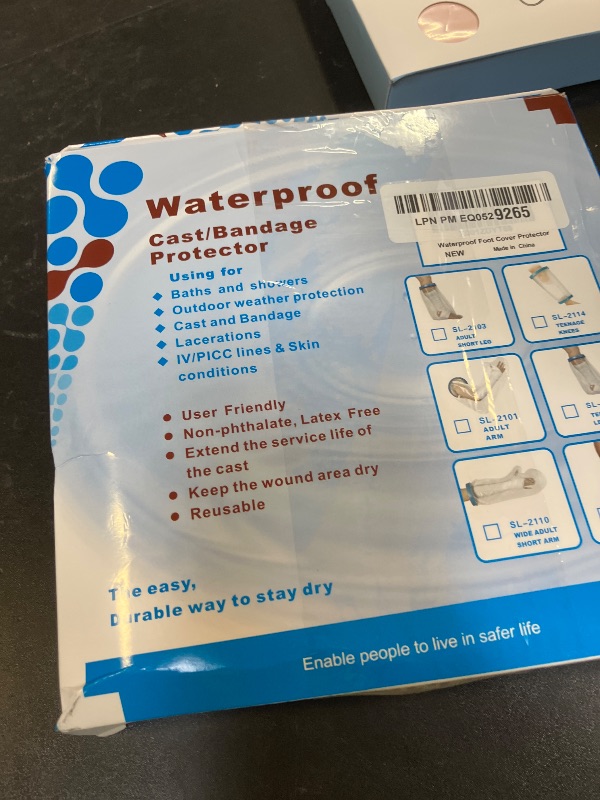 Waterproof
Cast/Bandage
Protector
Using for
Baths and showers
Outdoor weather protection
Cast and Bandage
Lacerations
IV/PICC lines & Skin
conditions
User Friendly
Non-phthalate, Latex Free
Extend the service life of
the cast
Keep the wound area dry
Reusable
The easy,
Durable way to stay dry
Enable people to live in safer life
LPN PM EQ0529265
Waterproof Foot Cover Protector
NEW Made in China
SL-2103
ADULT
SHORT LEG
SL-2114
TEENAGE
KNEES
SL-2101
ADULT
ARM
SL-2110
WIDE ADULT
SHORT ARM